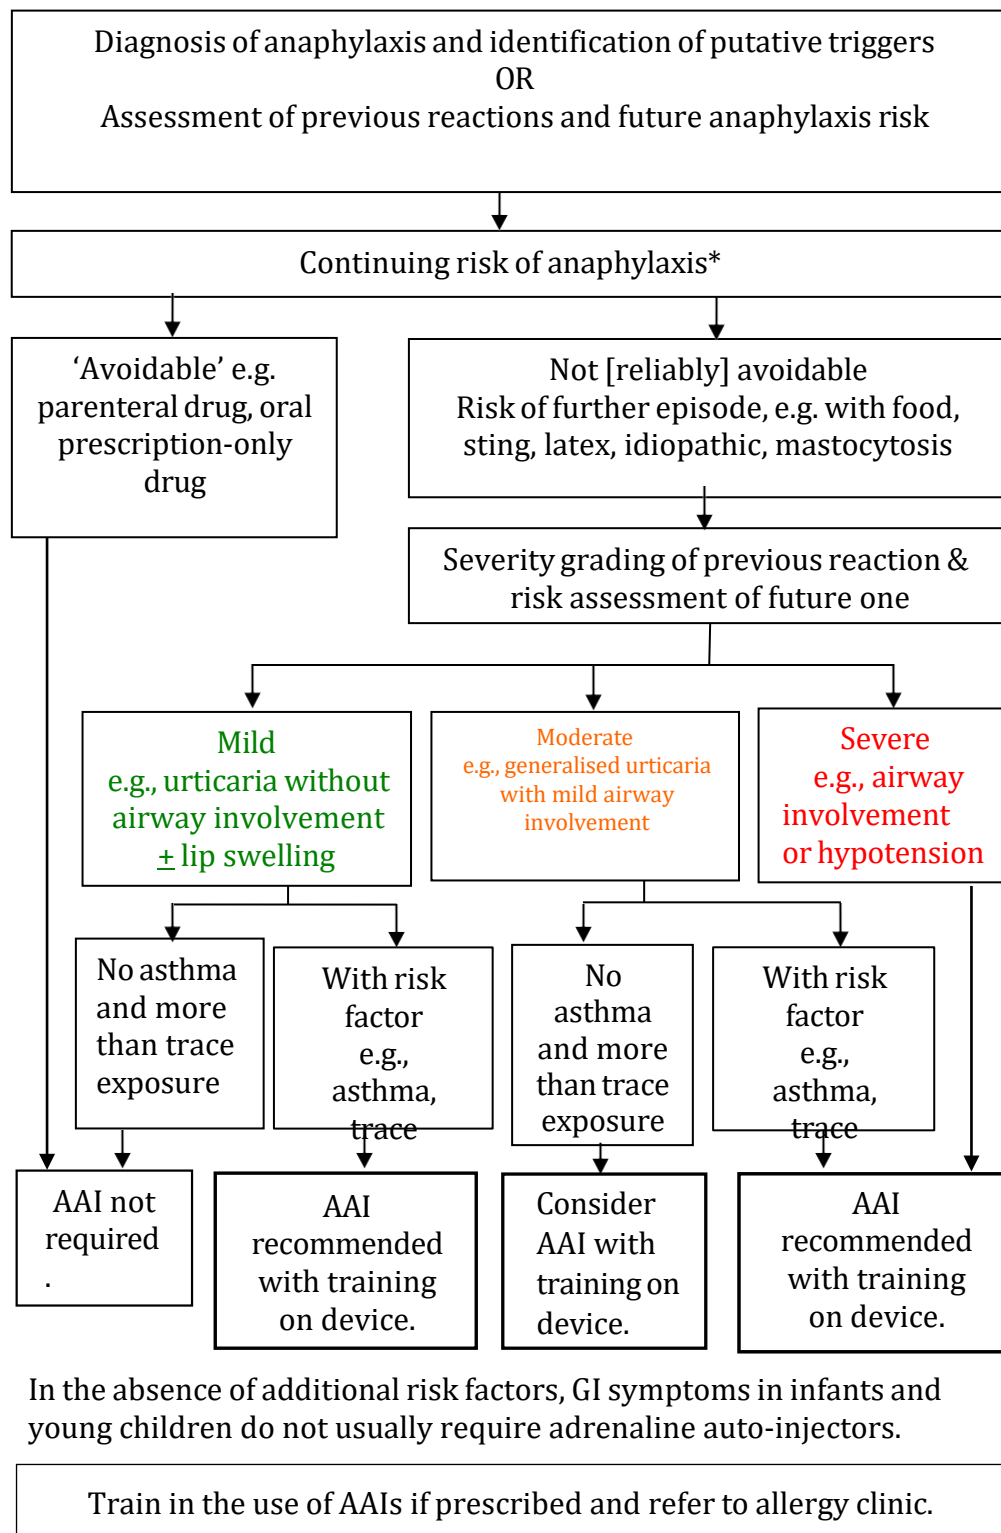 Diagnosis of anaphylaxis and identification of putative triggers
OR
Assessment of previous reactions and future anaphylaxis risk
Continuing risk of anaphylaxis*
‘Avoidable’ e.g.
parenteral drug, oral
prescription-only
drug
Not [reliably] avoidable
Risk of further episode, e.g. with food,
sting, latex, idiopathic, mastocytosis
Severity grading of previous reaction &
risk assessment of future one
Mild
e.g., urticaria without
airway involvement
± lip swelling
Moderate
e.g., generalised urticaria
with mild airway
involvement
Severe
e.g., airway
involvement
or hypotension
No asthma
and more
than trace
exposure
With risk
factor
e.g.,
asthma,
trace
No
asthma
and more
than trace
exposure
With risk
factor
e.g.,
asthma,
trace
AAI not
required
.
AAI
recommended
with training
on device.
Consider
AAI with
training on
device.
AAI
recommended
with training
on device.
In the absence of additional risk factors, GI symptoms in infants and
young children do not usually require adrenaline auto-injectors.
Train in the use of AAIs if prescribed and refer to allergy clinic.